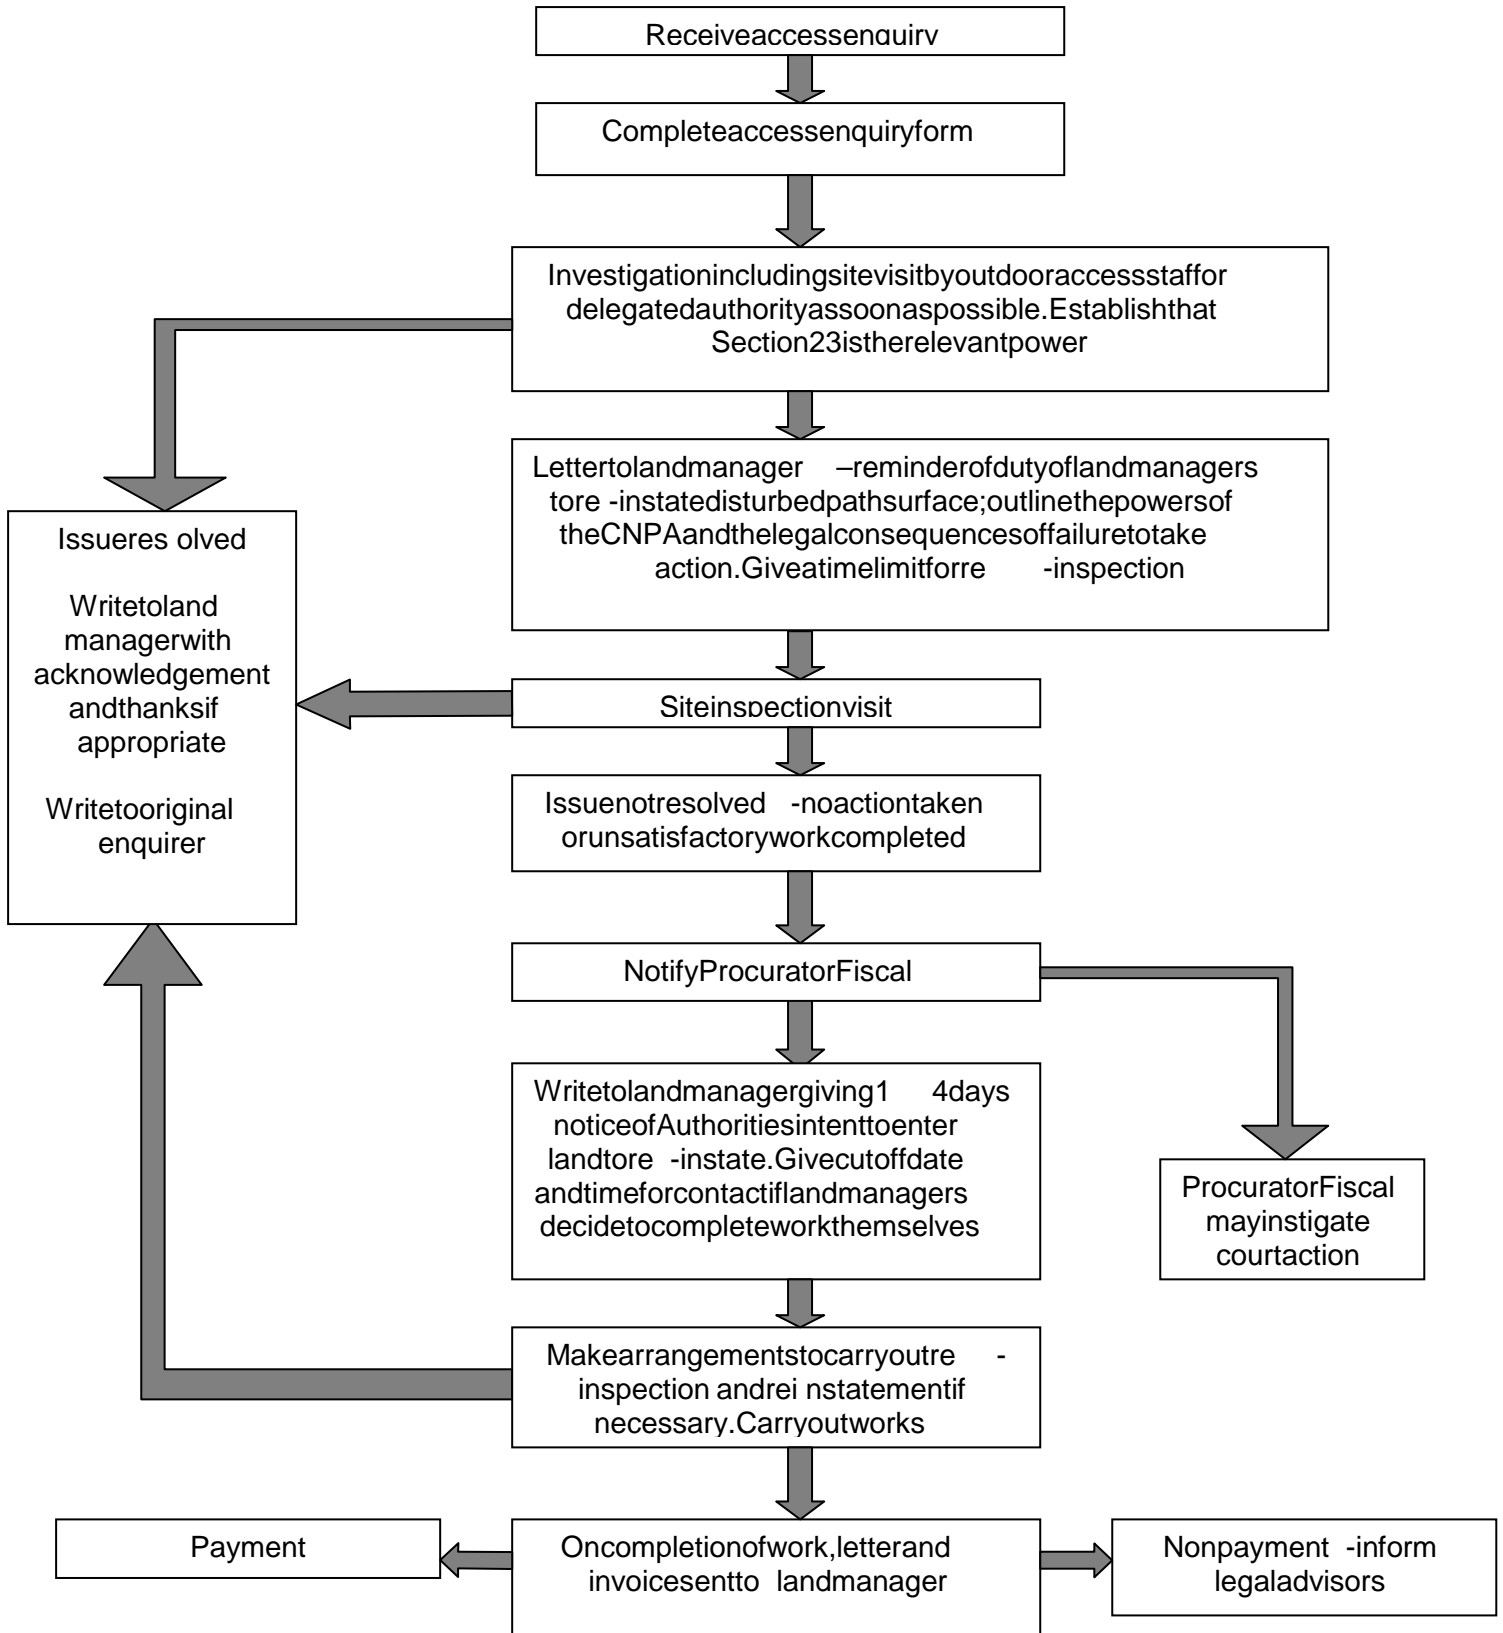 Receiveaccessenquiry
Completeaccessenquiryform
Investigationincludingsitevisitbyoutdooraccessstaffor
delegatedauthorityassoonaspossible.Establishthat
Section23istherelevantpower
Lettertolandmanager –reminderofdutyoflandmanagers
tore -instatedisturbedpathsurface;outlinethepowersof
theCNPAandthelegalconsequencesoffailuretotake
action.Giveatimelimitforre -inspection
Issueres olved
Writetoland
managerwith
acknowledgement
andthanksif
appropriate
Writetooriginal
enquirer
Siteinspectionvisit
Issuenotresolved -noactiontaken
orunsatisfactoryworkcompleted
NotifyProcuratorFiscal
Writetolandmanagergiving1 4days
noticeofAuthoritiesintenttoenter
landtore -instate.Givecutoffdate
andtimeforcontactiflandmanagers
decidetocompleteworkthemselves
ProcuratorFiscal
mayinstigate
courtaction
Makearrangementstocarryoutre -
inspection andrei nstatementif
necessary.Carryoutworks
Payment
Oncompletionofwork,letterand
invoicesentto landmanager
Nonpayment -inform
legaladvisors